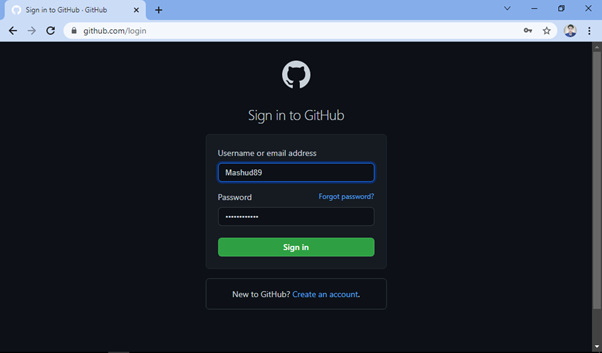 Sign in to GitHub · GitHub
github.com/login
Sign in to GitHub
Username or email address
Mashud89
Password Forgot password?
••••••••••••
Sign in
New to GitHub? Create an account.